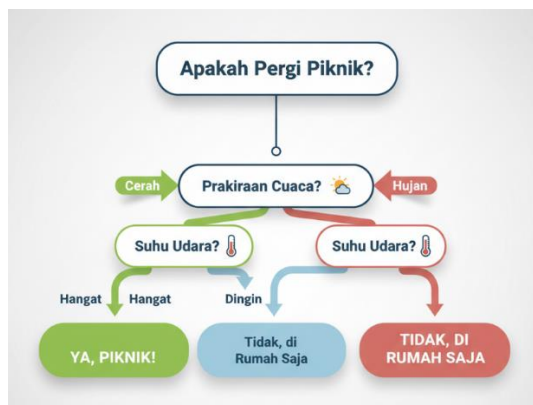 Apakah Pergi Piknik?
Cerah
Prakiraan Cuaca?
Hujan
Suhu Udara?
Suhu Udara?
Hangat
Hangat
Dingin
YA, PIKNIK!
Tidak, di
Rumah Saja
TIDAK, DI
RUMAH SAJA